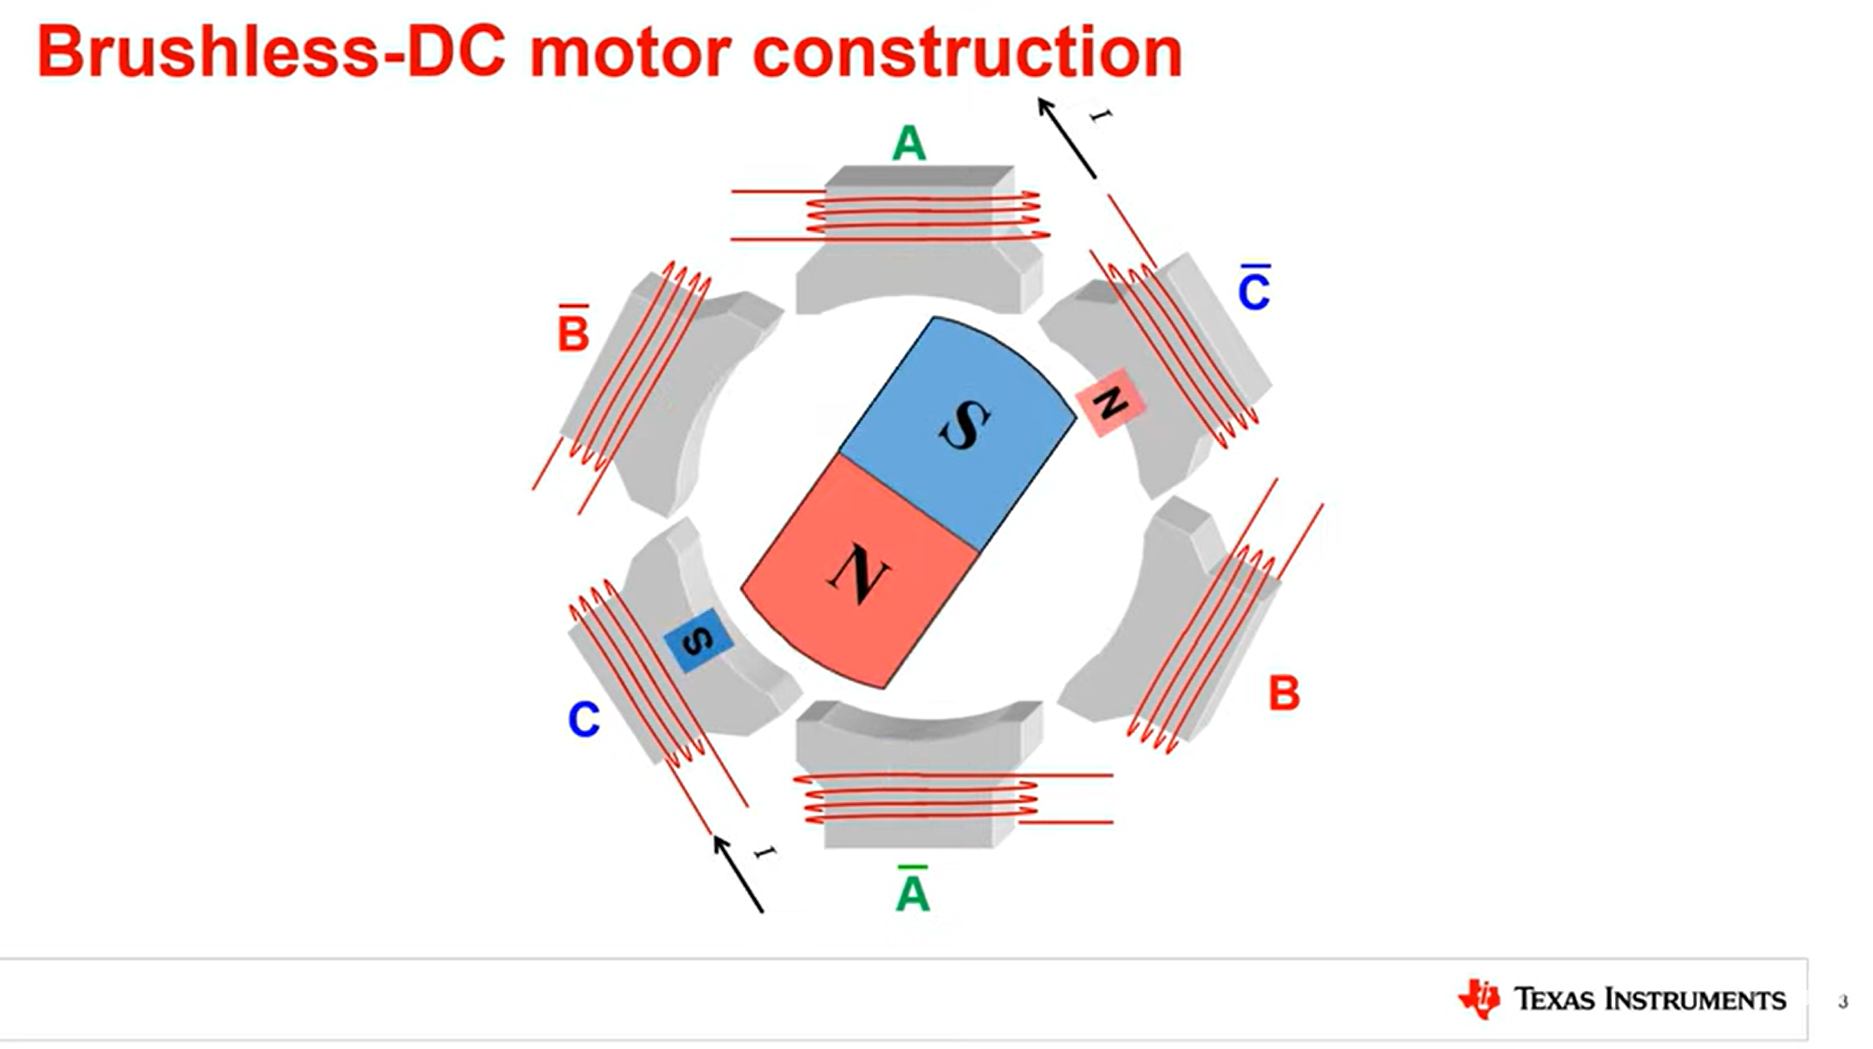 Brushless-DC motor construction
I
A
C̅
B̅
N
S
N
S
B
C
I
A̅
TEXAS INSTRUMENTS
3